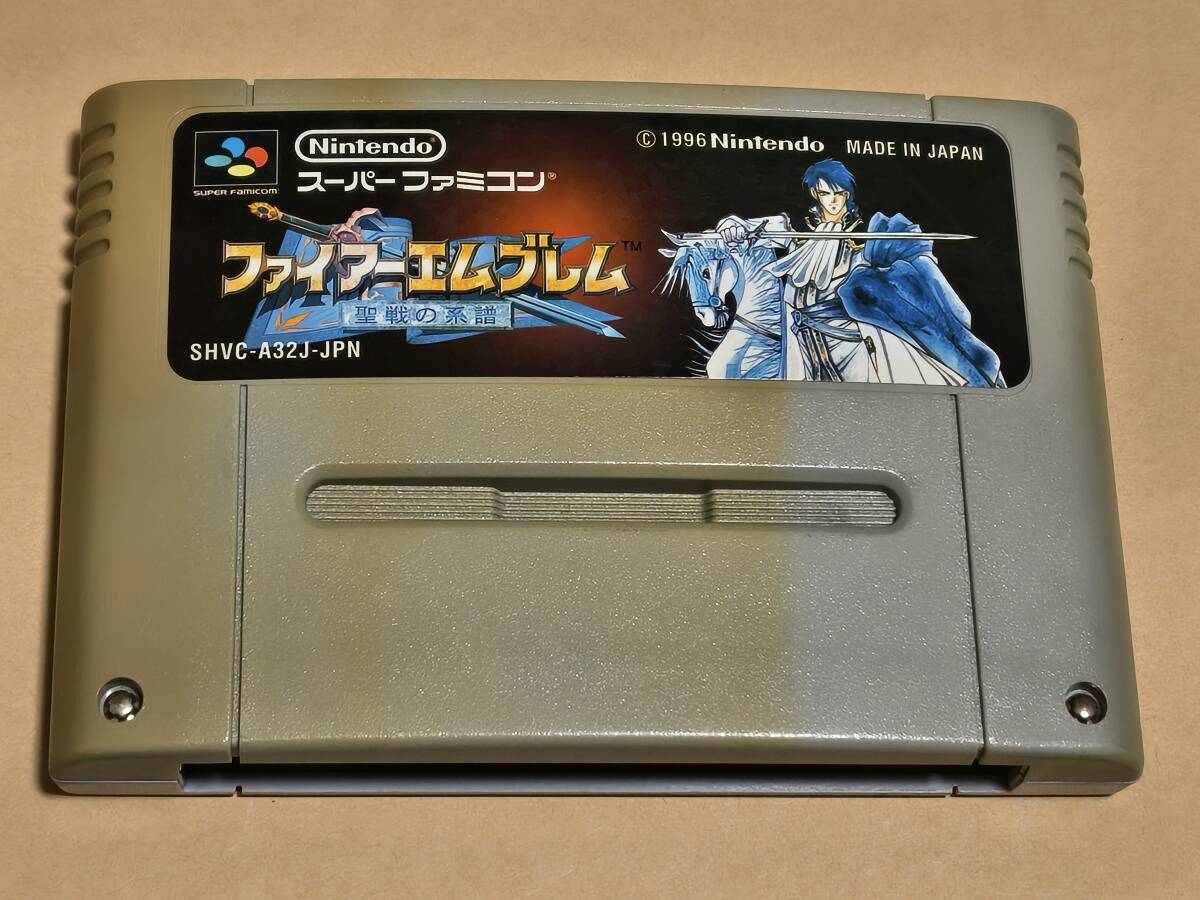 SUPER FAMICOM
Nintendo®
スーパーファミコン®
© 1996 Nintendo MADE IN JAPAN
ファイアーエムブレム™
聖戦の系譜
SHVC-A32J-JPN